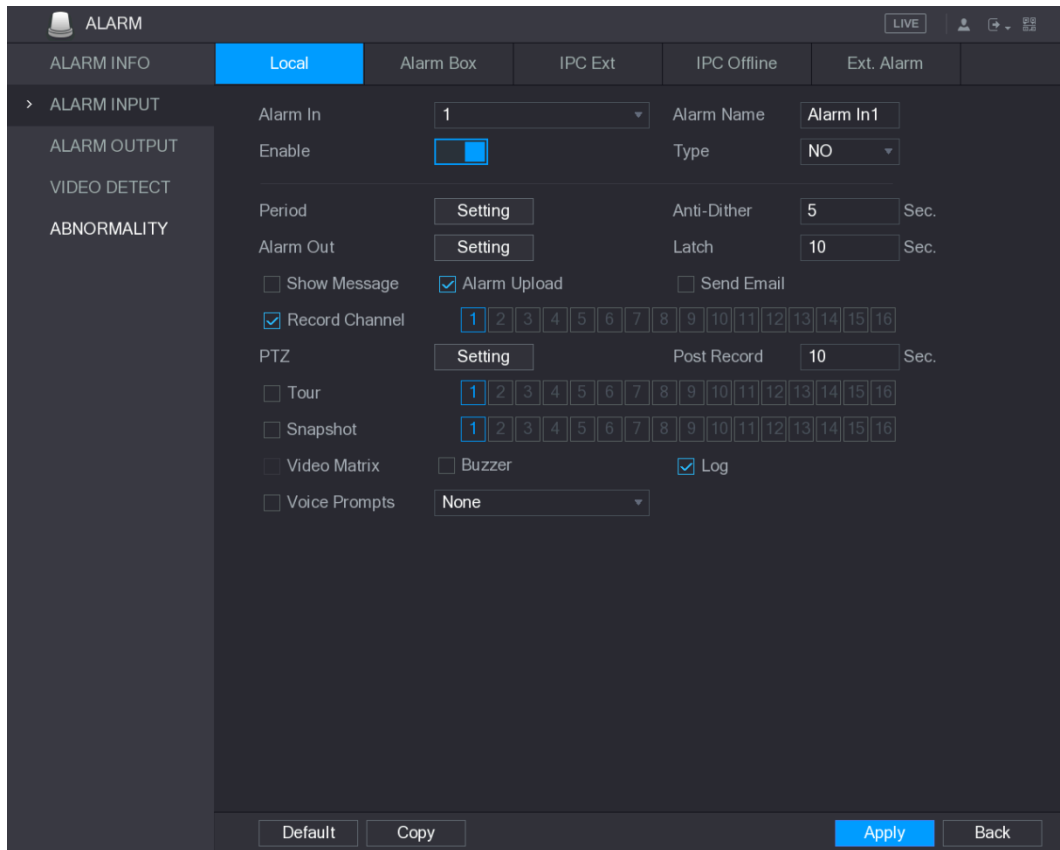 ALARM LIVE
ALARM INFO
ALARM INPUT
ALARM OUTPUT
VIDEO DETECT
ABNORMALITY
Local Alarm Box IPC Ext IPC Offline Ext. Alarm
Alarm In 1 Alarm Name Alarm In1
Enable Type NO
Period Setting Anti-Dither 5 Sec.
Alarm Out Setting Latch 10 Sec.
Show Message Alarm Upload Send Email
Record Channel 1 2 3 4 5 6 7 8 9 10 11 12 13 14 15 16
PTZ Setting Post Record 10 Sec.
Tour 1 2 3 4 5 6 7 8 9 10 11 12 13 14 15 16
Snapshot 1 2 3 4 5 6 7 8 9 10 11 12 13 14 15 16
Video Matrix Buzzer Log
Voice Prompts None
Default Copy Apply Back